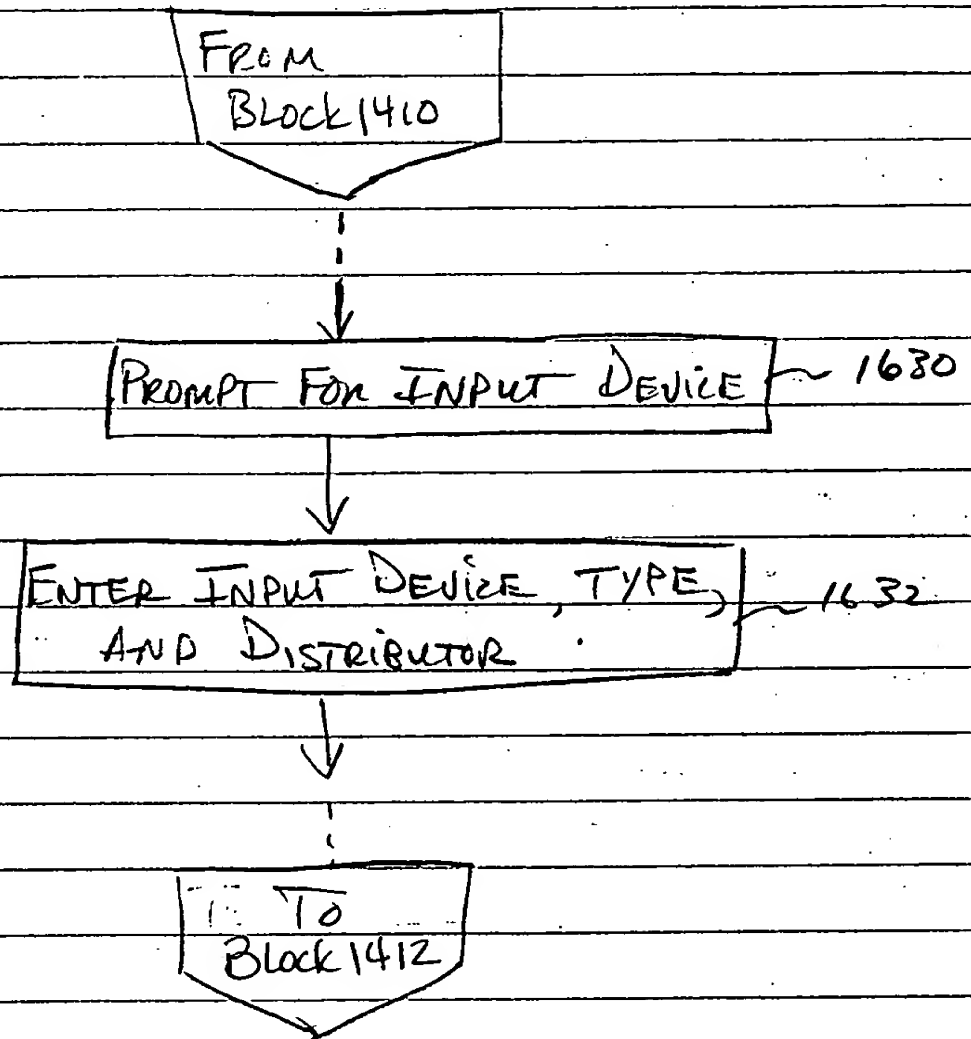 FROM
BLOCK 1410
PROMPT FOR INPUT DEVICE
1630
ENTER INPUT DEVICE, TYPE,
AND DISTRIBUTOR
1632
TO
BLOCK 1412